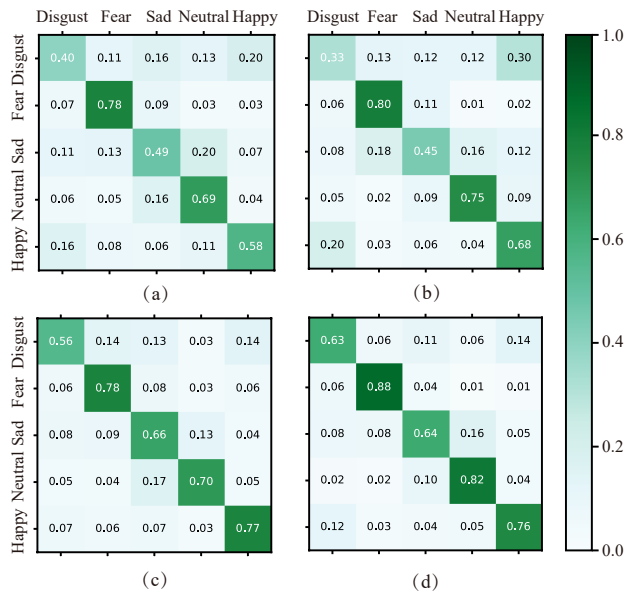 Disgust Fear Sad Neutral Happy Disgust Fear Sad Neutral Happy
Disgust 0.40 0.11 0.16 0.13 0.20 0.33 0.13 0.12 0.12 0.30
Fear 0.07 0.78 0.09 0.03 0.03 0.06 0.80 0.11 0.01 0.02
Sad 0.11 0.13 0.49 0.20 0.07 0.08 0.18 0.45 0.16 0.12
Neutral 0.06 0.05 0.16 0.69 0.04 0.05 0.02 0.09 0.75 0.09
Happy 0.16 0.08 0.06 0.11 0.58 0.20 0.03 0.06 0.04 0.68
(a) (b)
Disgust 0.56 0.14 0.13 0.03 0.14 0.63 0.06 0.11 0.06 0.14
Fear 0.06 0.78 0.08 0.03 0.06 0.06 0.88 0.04 0.01 0.01
Sad 0.08 0.09 0.66 0.13 0.04 0.08 0.08 0.64 0.16 0.05
Neutral 0.05 0.04 0.17 0.70 0.05 0.02 0.02 0.10 0.82 0.04
Happy 0.07 0.06 0.07 0.03 0.77 0.12 0.03 0.04 0.05 0.76
(c) (d)
1.0
0.8
0.6
0.4
0.2
0.0